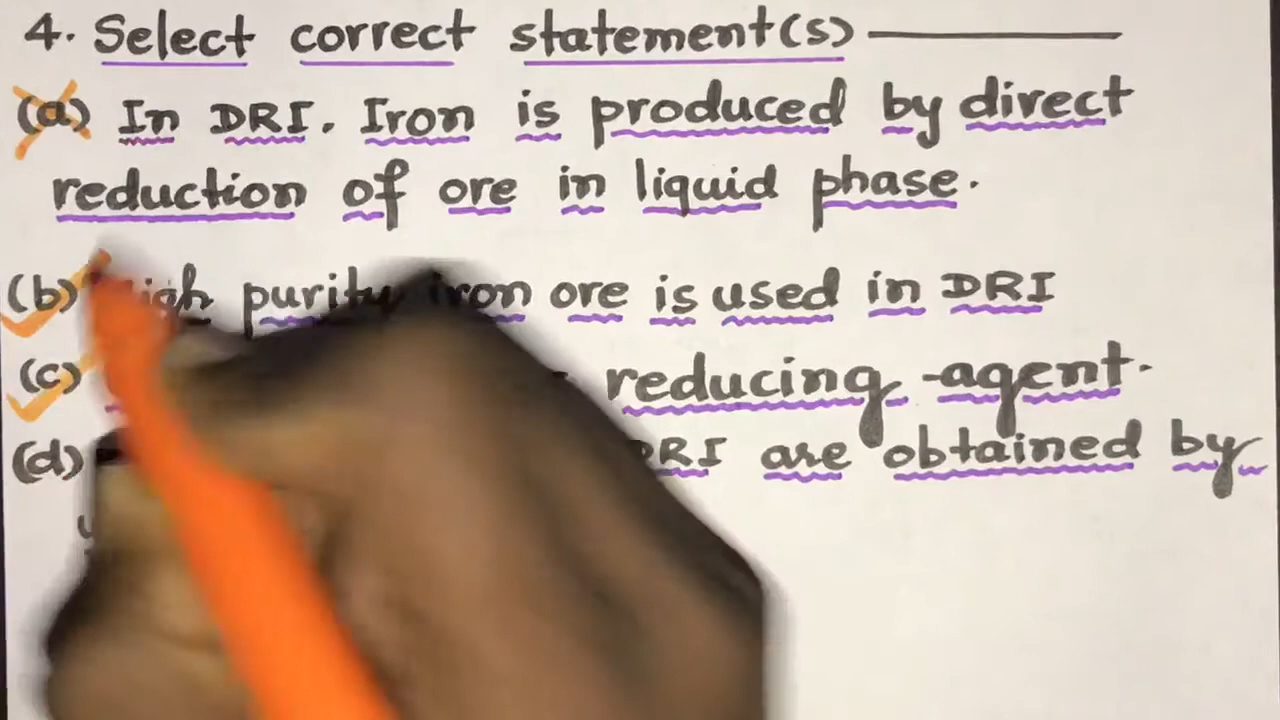 4. Select correct statement(s)
(a) In DRI. Iron is produced by direct
reduction of ore in liquid phase.
(b) purity iron ore is used in DRI
(c) reducing agent.
(d) DRI are obtained by